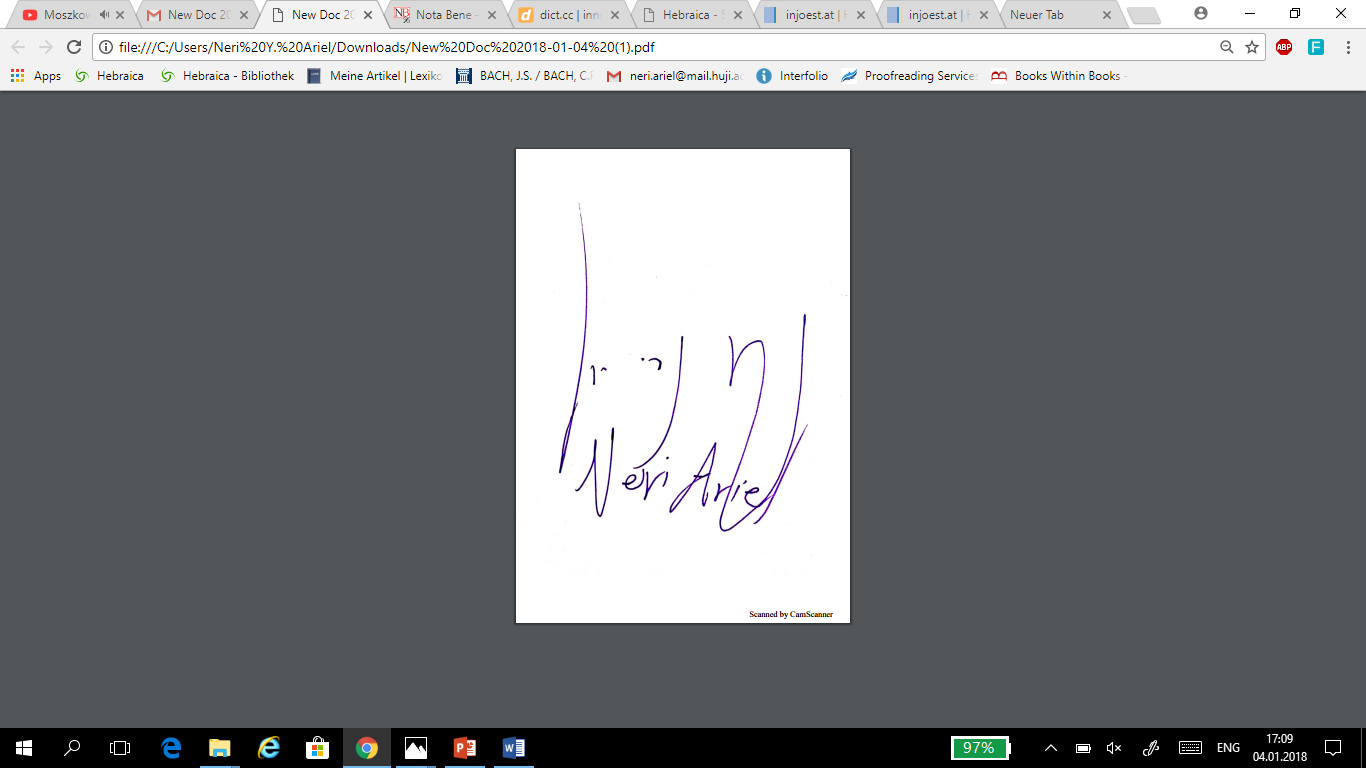 Moszkow
New Doc 20
New Doc 20
Nota Bene -
dict.cc | inn
Hebraica - S
injoest.at | H
injoest.at | H
Neuer Tab
file:///C:/Users/Neri%20Y.%20Ariel/Downloads/New%20Doc%202018-01-04%20(1).pdf
ABP
F
Apps
Hebraica
Hebraica - Bibliothek
Meine Artikel | Lexiko
BACH, J.S. / BACH, C.P
neri.ariel@mail.huji.ac
Interfolio
Proofreading Service
Books Within Books -
Neri Ariel
Scanned by CamScanner
97%
ENG
17:09
04.01.2018